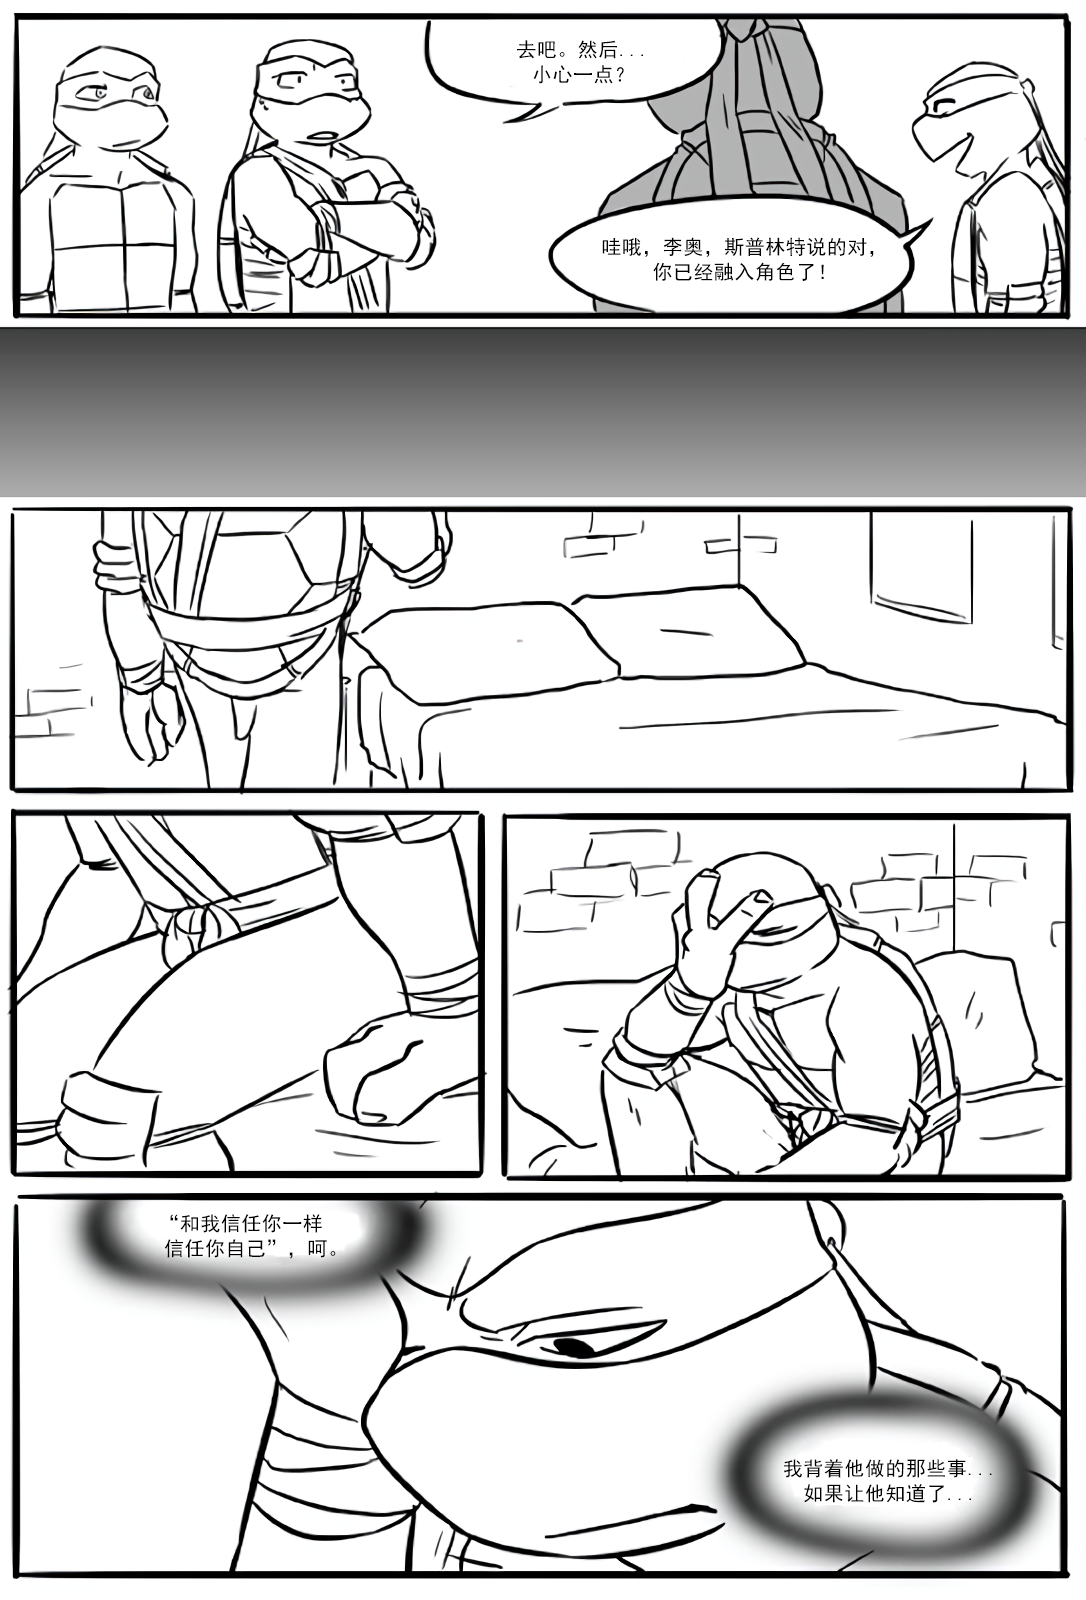 去吧。然后...
小心一点？
哇哦，李奥，斯普林特说的对，
你已经融入角色了！
“和我信任你一样
信任你自己”，呵。
我背着他做的那些事...
如果让他知道了...